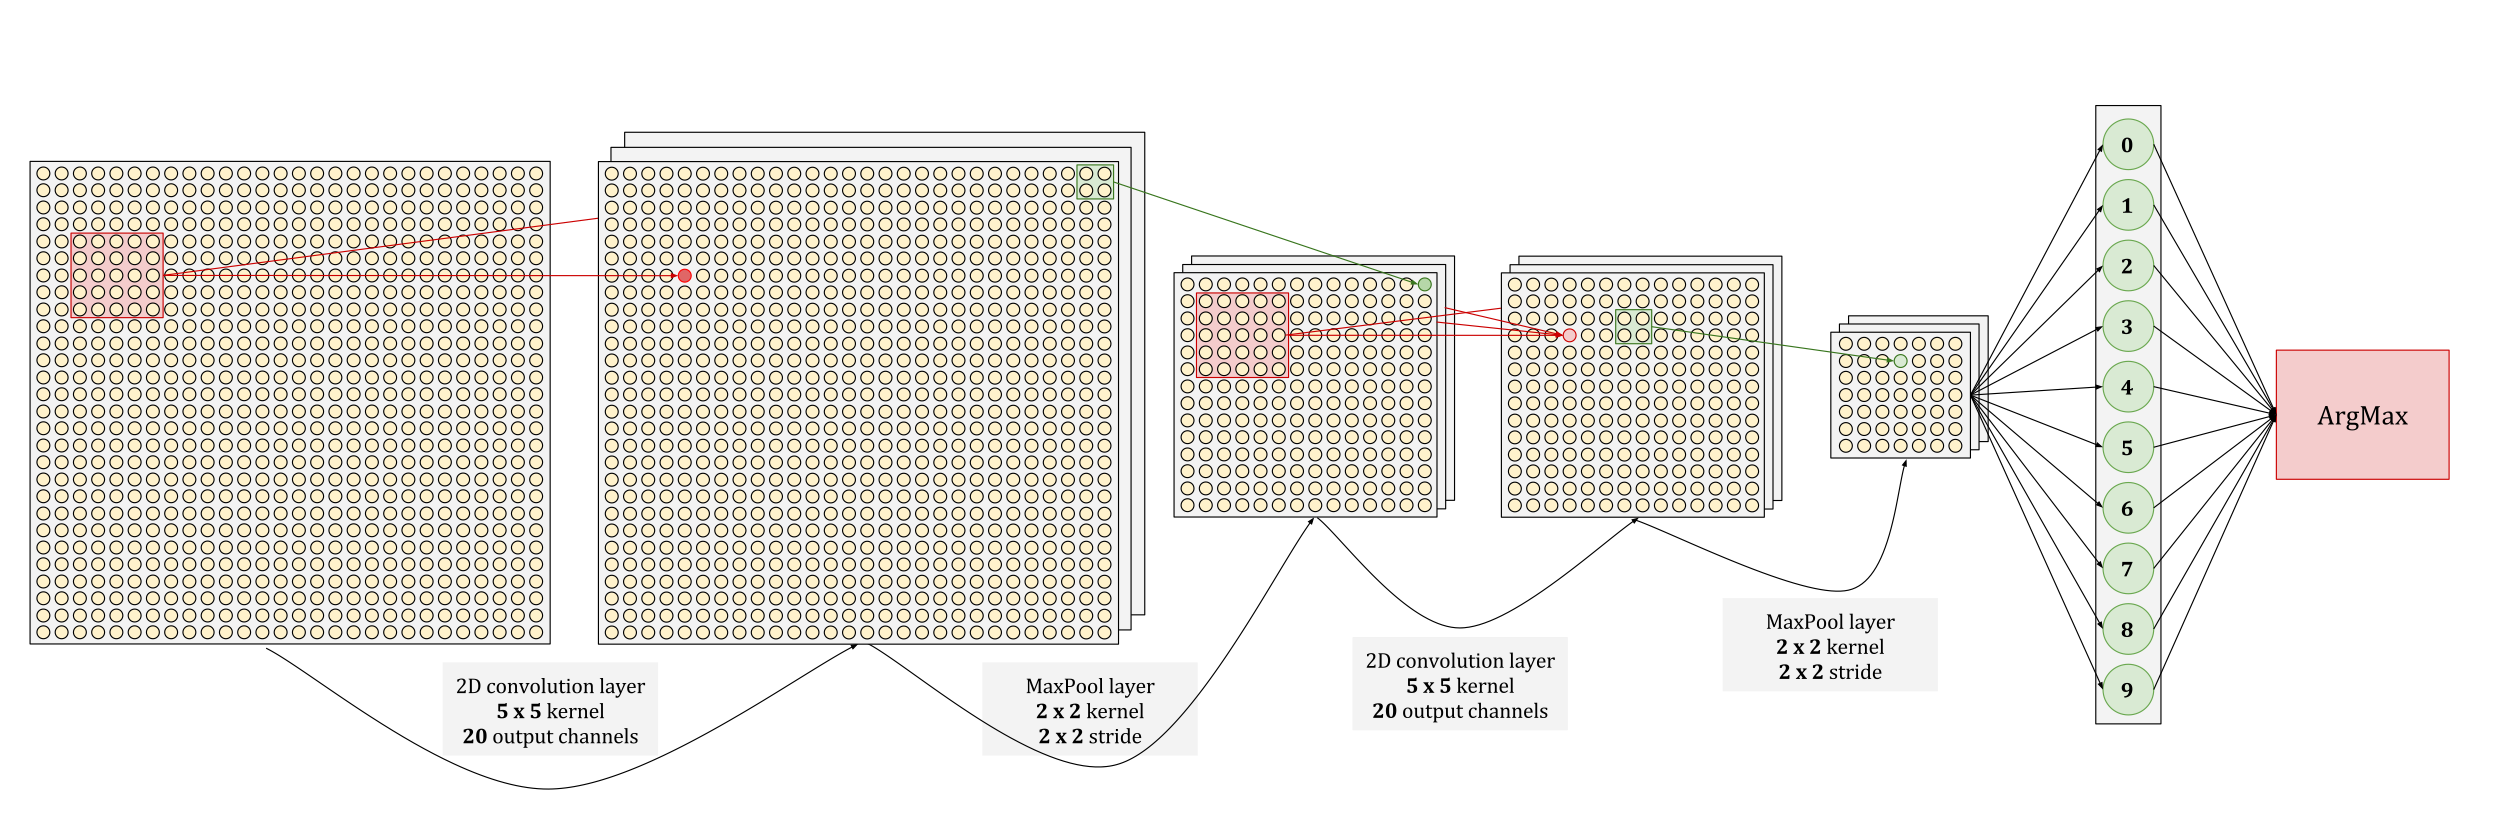 2D convolution layer
5 x 5 kernel
20 output channels
MaxPool layer
2 x 2 kernel
2 x 2 stride
2D convolution layer
5 x 5 kernel
20 output channels
MaxPool layer
2 x 2 kernel
2 x 2 stride
0
1
2
3
4
5
6
7
8
9
ArgMax